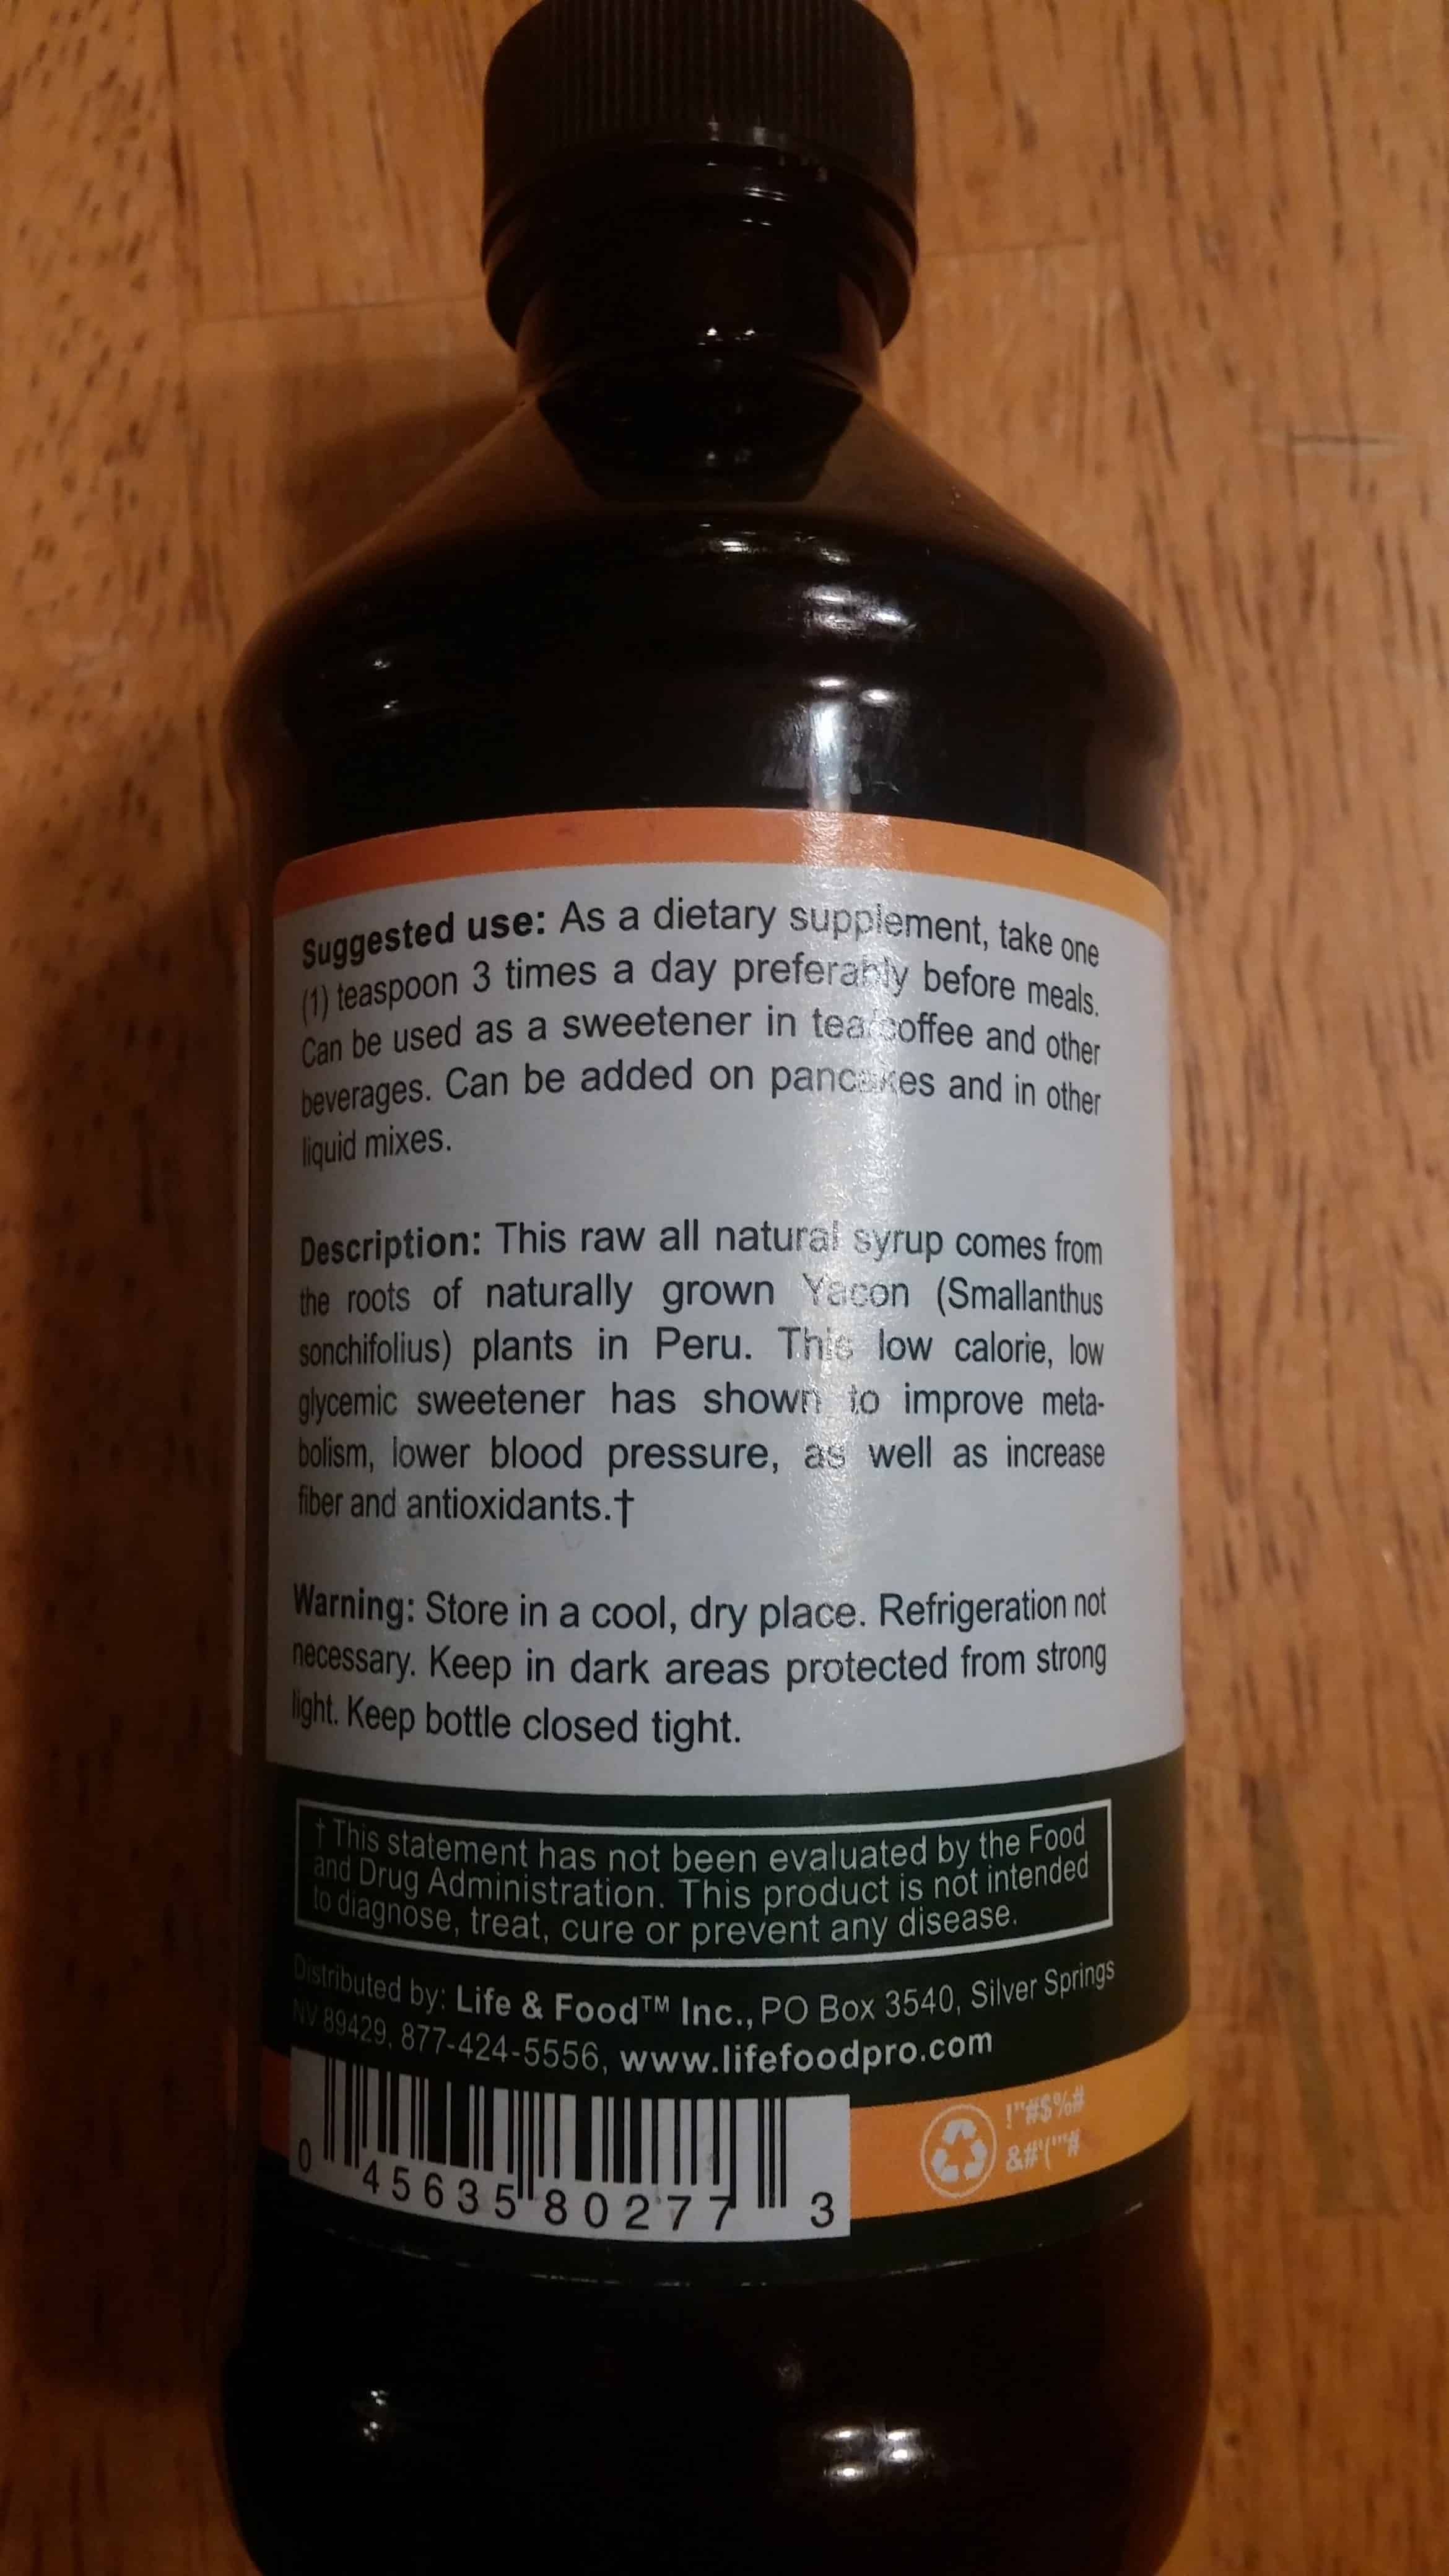 Suggested use: As a dietary supplement, take one
(1) teaspoon 3 times a day preferably before meals.
Can be used as a sweetener in tea/coffee and other
beverages. Can be added on pancakes and in other
liquid mixes.
Description: This raw all natural syrup comes from
the roots of naturally grown Yacon (Smallanthus
sonchifolius) plants in Peru. This low calorie, low
glycemic sweetener has shown to improve meta-
bolism, lower blood pressure, as well as increase
fiber and antioxidants.†
Warning: Store in a cool, dry place. Refrigeration not
necessary. Keep in dark areas protected from strong
light. Keep bottle closed tight.
† This statement has not been evaluated by the Food
and Drug Administration. This product is not intended
to diagnose, treat, cure or prevent any disease.
Distributed by: Life & Food™ Inc., PO Box 3540, Silver Springs
NV 89429, 877-424-5556, www.lifefoodpro.com
!"#$%#
0 45635 80277 3